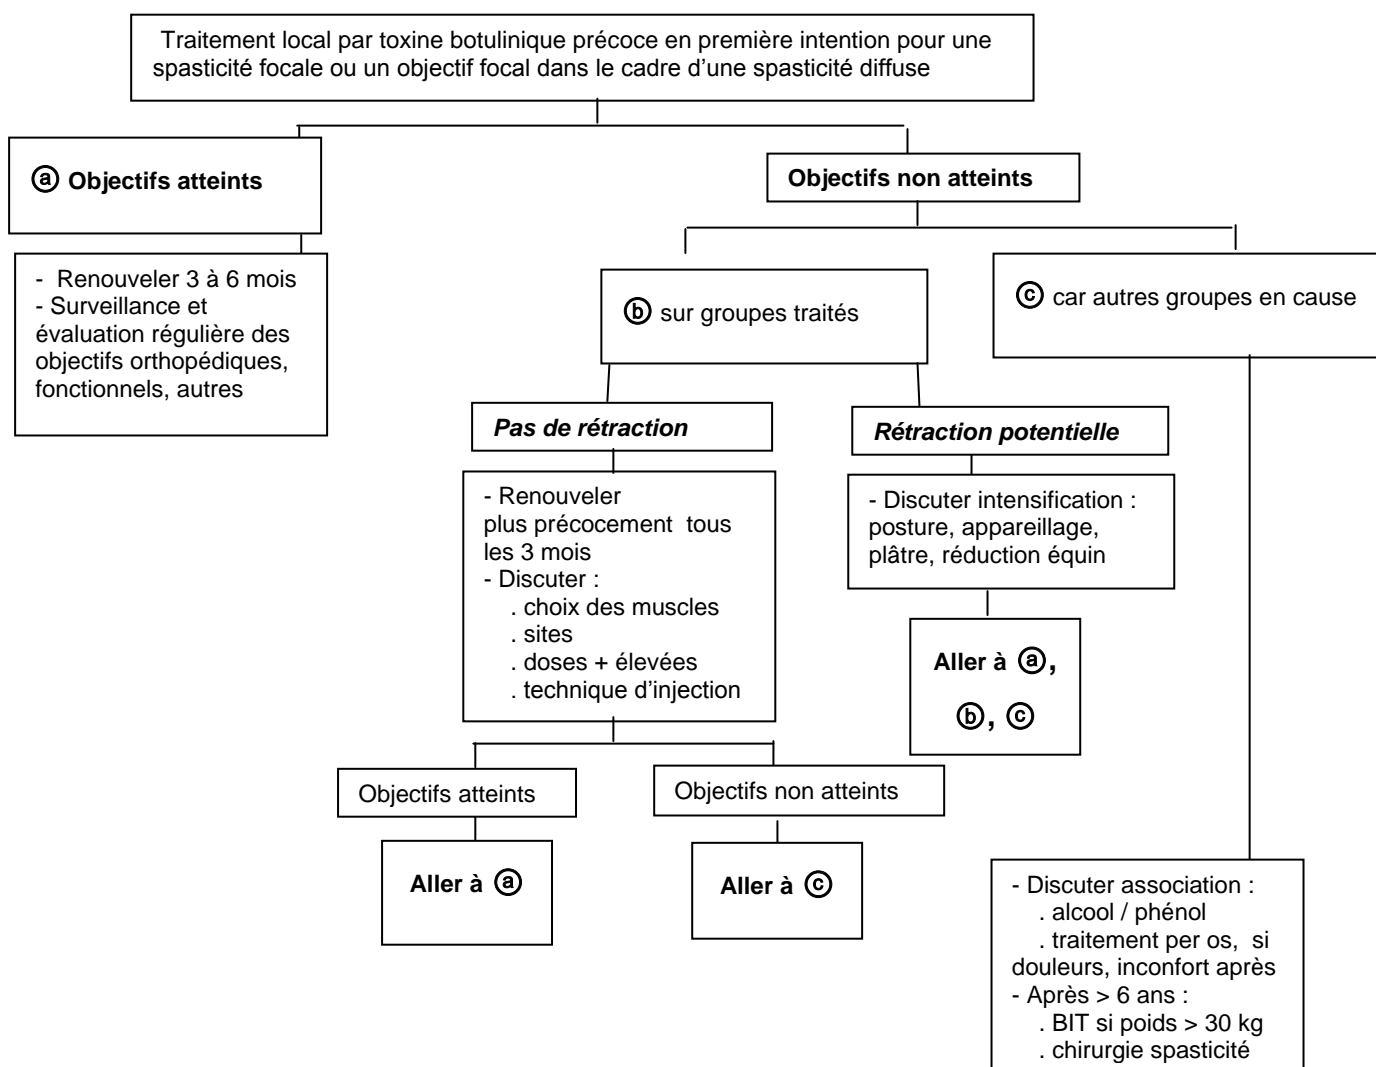 Traitement local par toxine botulinique précoce en première intention pour une
spasticité focale ou un objectif focal dans le cadre d’une spasticité diffuse
ⓐ Objectifs atteints
Objectifs non atteints
- Renouveler 3 à 6 mois
- Surveillance et
évaluation régulière des
objectifs orthopédiques,
fonctionnels, autres
ⓑ sur groupes traités
ⓒ car autres groupes en cause
Pas de rétraction
Rétraction potentielle
- Renouveler
plus précocement tous
les 3 mois
- Discuter :
. choix des muscles
. sites
. doses + élevées
. technique d’injection
- Discuter intensification :
posture, appareillage,
plâtre, réduction équin
Aller à ⓐ,
ⓑ, ⓒ
Objectifs atteints
Objectifs non atteints
Aller à ⓐ
Aller à ⓒ
- Discuter association :
. alcool / phénol
. traitement per os, si
douleurs, inconfort après
- Après > 6 ans :
. BIT si poids > 30 kg
. chirurgie spasticité